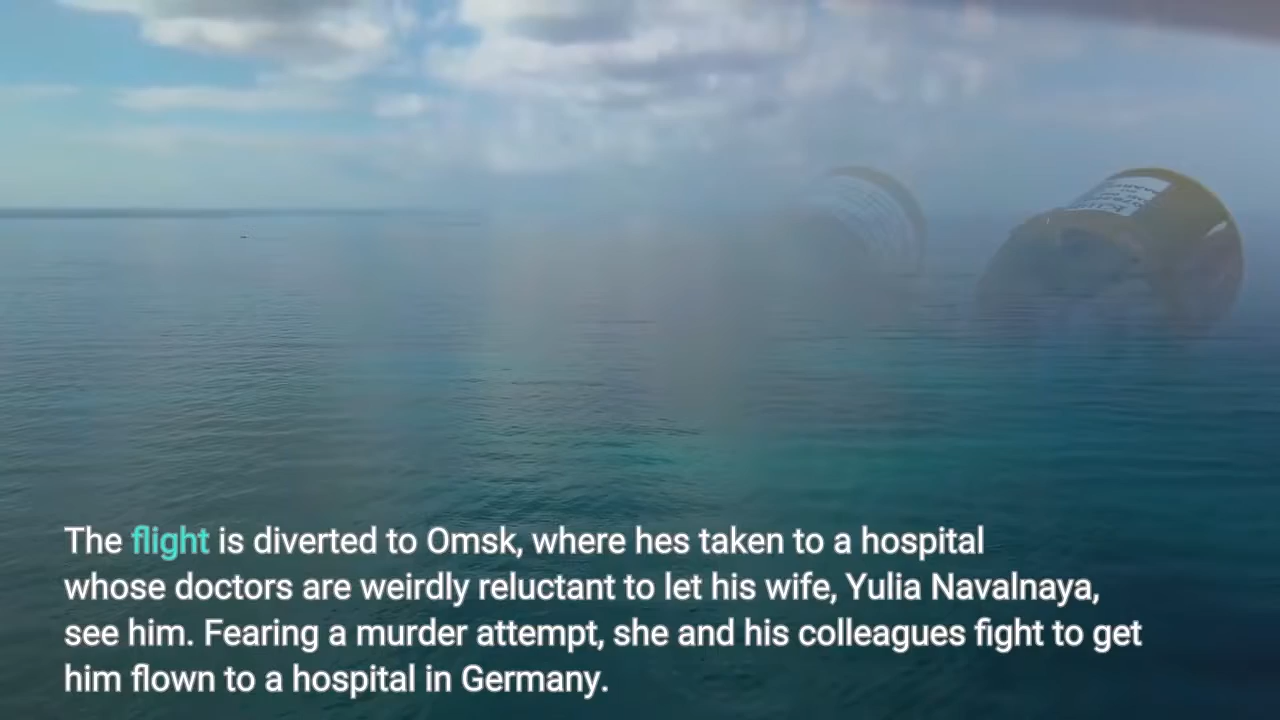 The flight is diverted to Omsk, where hes taken to a hospital
whose doctors are weirdly reluctant to let his wife, Yulia Navalnaya,
see him. Fearing a murder attempt, she and his colleagues fight to get
him flown to a hospital in Germany.